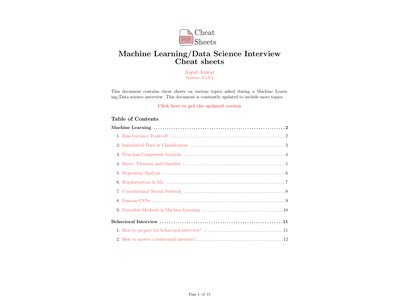 Cheat
Sheets
Machine Learning/Data Science Interview
Cheat sheets
Aqeel Anwar
Version:
This document contains cheat sheets on various topics asked during a Machine Learn-
ing/Data science interview. This document is constantly updated to include more topics.
Click here to get the updated version
Table of Contents
Machine Learning 2
1. Bias-Variance Trade-off 2
2. Imbalanced Data in Classification 3
3. Principal Component Analysis 4
4. Bayes' Theorem and Classifier 5
5. Regression Analysis 6
6. Regularization in ML 7
7. Convolutional Neural Network 8
8. Famous CNNs 9
9. Ensemble Methods in Machine Learning 10
Behavioral Interview 11
1. How to prepare for behavioral interview? 11
2. How to answer a behavioral question? 12
Page 1 of